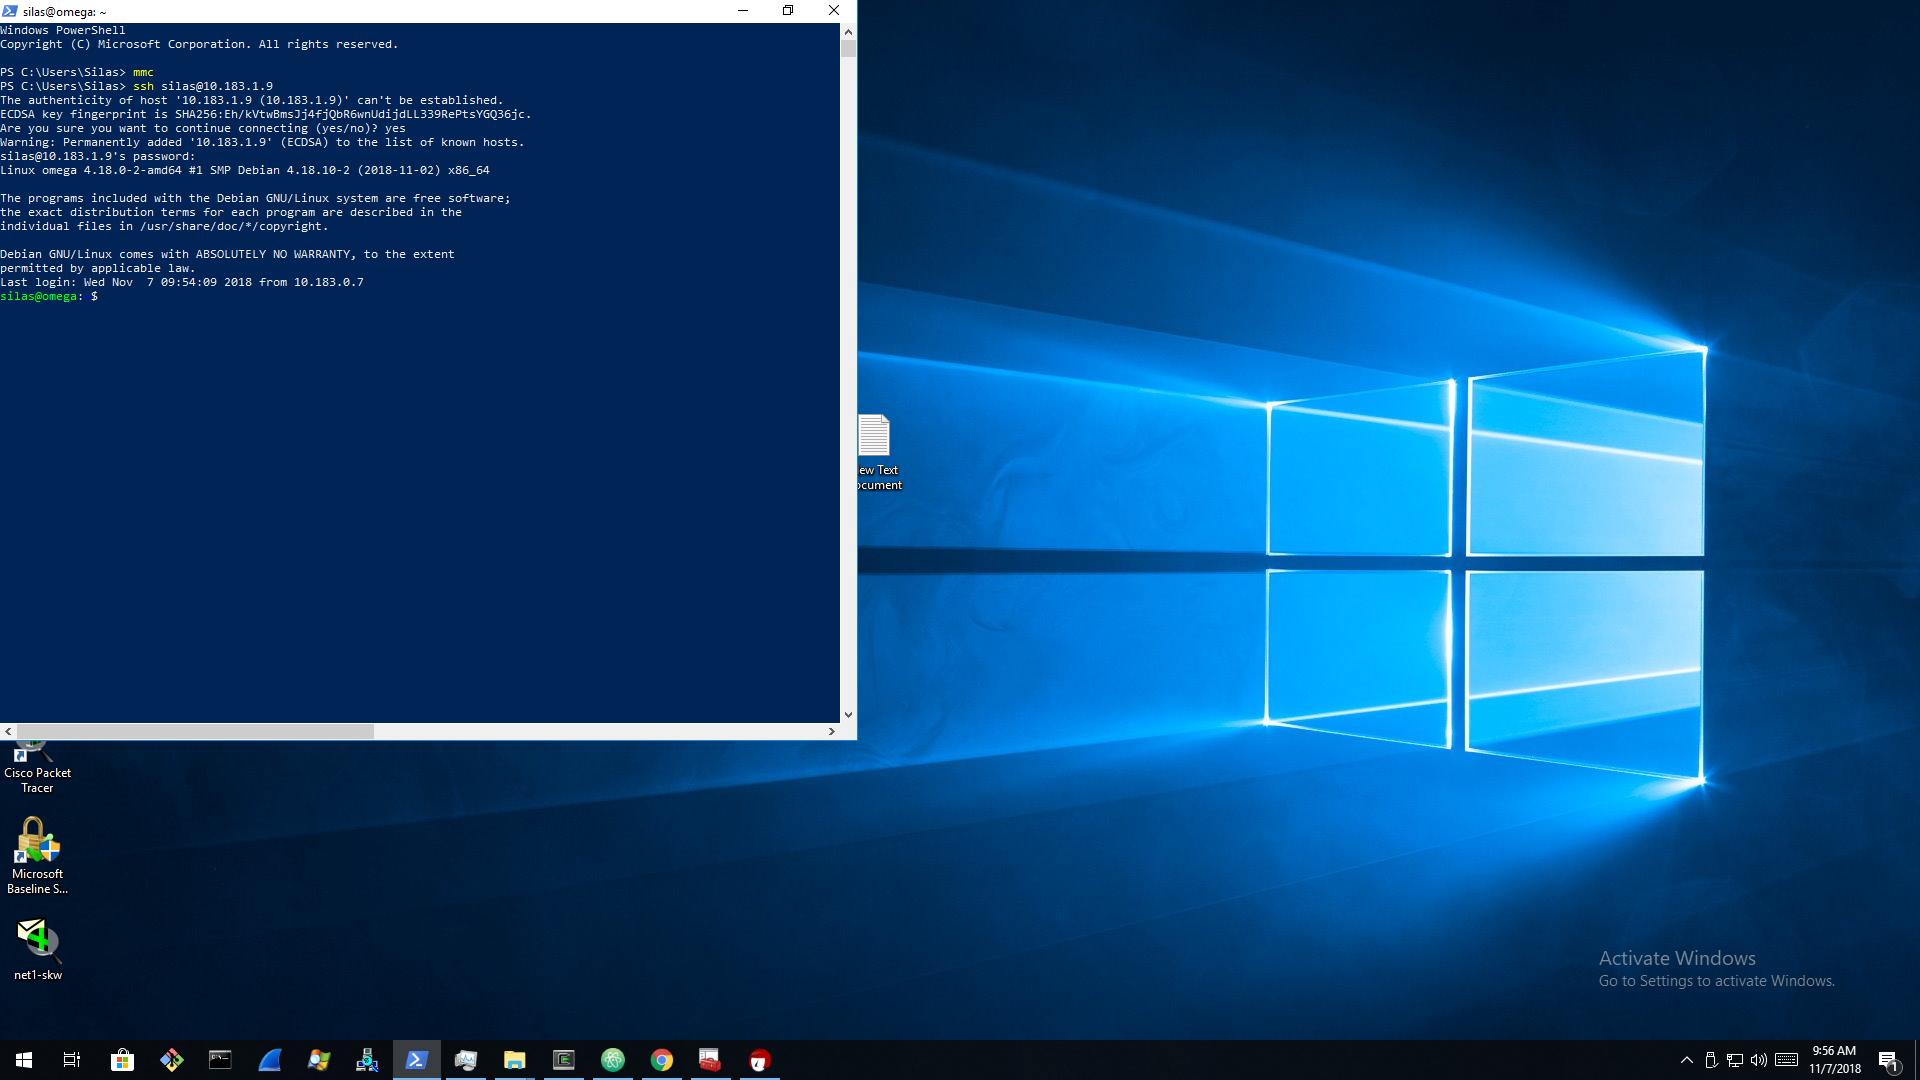 silas@omega: ~
Windows PowerShell
Copyright (C) Microsoft Corporation. All rights reserved.
PS C:\Users\Silas> mmc
PS C:\Users\Silas> ssh silas@10.183.1.9
The authenticity of host '10.183.1.9 (10.183.1.9)' can't be established.
ECDSA key fingerprint is SHA256:Eh/kVtwBmsJj4fjQbR6wnUdijdLL339RePtsYGQ36jc.
Are you sure you want to continue connecting (yes/no)? yes
Warning: Permanently added '10.183.1.9' (ECDSA) to the list of known hosts.
silas@10.183.1.9's password:
Linux omega 4.18.0-2-amd64 #1 SMP Debian 4.18.10-2 (2018-11-02) x86_64
The programs included with the Debian GNU/Linux system are free software;
the exact distribution terms for each program are described in the
individual files in /usr/share/doc/*/copyright.
Debian GNU/Linux comes with ABSOLUTELY NO WARRANTY, to the extent
permitted by applicable law.
Last login: Wed Nov  7 09:54:09 2018 from 10.183.0.7
silas@omega: $
ew Text
ocument
Cisco Packet
Tracer
Microsoft
Baseline S...
net1-skw
Activate Windows
Go to Settings to activate Windows.
9:56 AM
11/7/2018
1